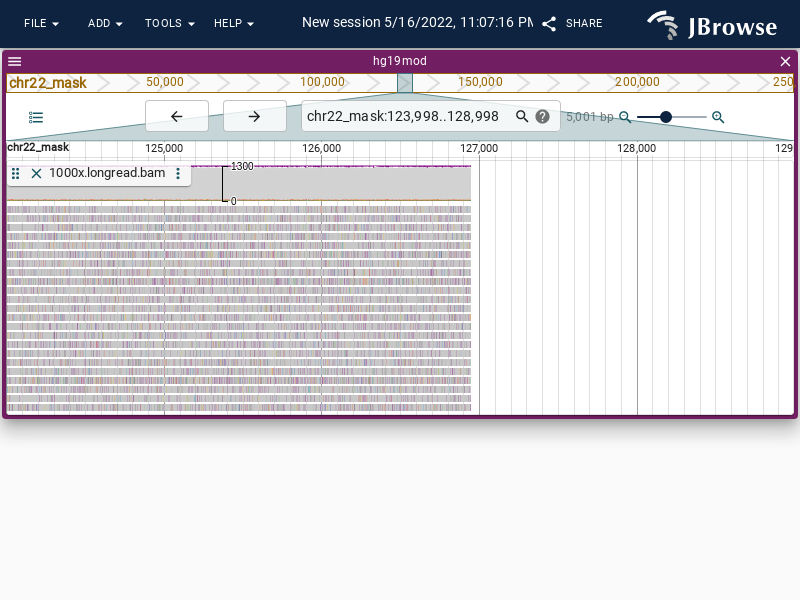 FILE ADD TOOLS HELP New session 5/16/2022, 11:07:16 PM SHARE JBrowse
hg19mod
chr22_mask 50,000 100,000 150,000 200,000 250
chr22_mask:123,998..128,998 5,001 bp
chr22_mask 125,000 126,000 127,000 128,000 129
1000x.longread.bam 1300
0